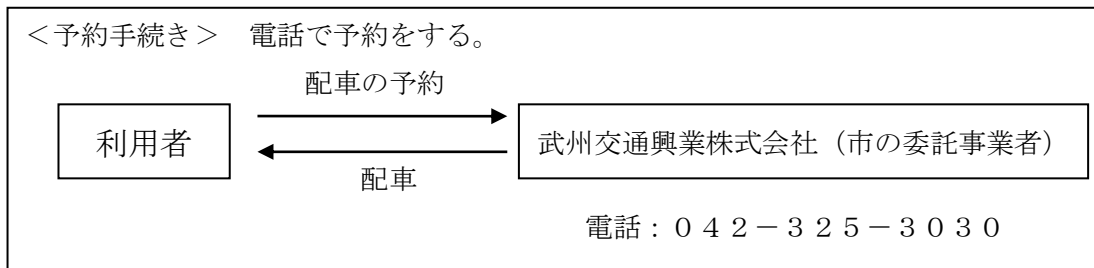 <予約手続き> 電話で予約をする。
配車の予約
利用者
武州交通興業株式会社(市の委託事業者)
配車
電話:042-325-3030